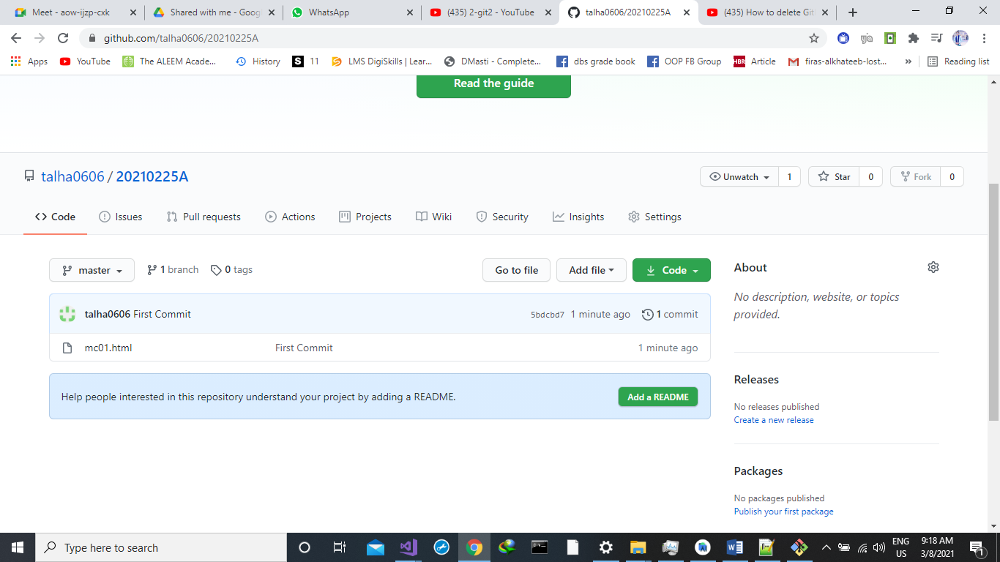 Meet - aow-ijzp-cxk
Shared with me - Goog
WhatsApp
(435) 2-git2 - YouTube
talha0606/20210225A
(435) How to delete Git
github.com/talha0606/20210225A
Apps
YouTube
The ALEEM Acade...
History
S 11
LMS DigiSkills | Lear...
DMasti - Complete...
dbs grade book
OOP FB Group
HBR Article
firas-alkhateeb-lost...
»
Reading list
Read the guide
talha0606 / 20210225A
Unwatch 1
Star 0
Fork 0
<> Code
Issues
Pull requests
Actions
Projects
Wiki
Security
Insights
Settings
master
1 branch
0 tags
Go to file
Add file
Code
talha0606 First Commit
5bdcbd7 1 minute ago
1 commit
mc01.html
First Commit
1 minute ago
Help people interested in this repository understand your project by adding a README.
Add a README
About
No description, website, or topics
provided.
Releases
No releases published
Create a new release
Packages
No packages published
Publish your first package
Type here to search
ENG
US
9:18 AM
3/8/2021
1